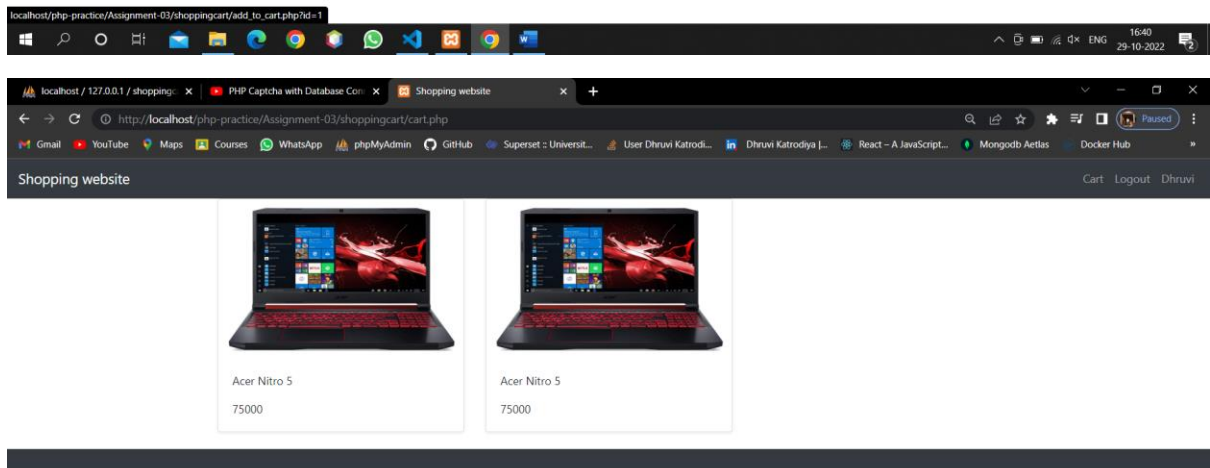 localhost/php-practice/Assignment-03/shoppingcart/add_to_cart.php?id=1
ENG
16:40
29-10-2022
2
localhost / 127.0.0.1 / shoppingc
PHP Captcha with Database Con
Shopping website
http://localhost/php-practice/Assignment-03/shoppingcart/cart.php
Paused
Gmail YouTube Maps Courses WhatsApp phpMyAdmin GitHub Superset :: Universit... User Dhruvi Katrodi... Dhruvi Katrodiya |... React – A JavaScript... Mongodb Aetlas Docker Hub
Shopping website Cart Logout Dhruvi
Acer Nitro 5 Acer Nitro 5
75000 75000